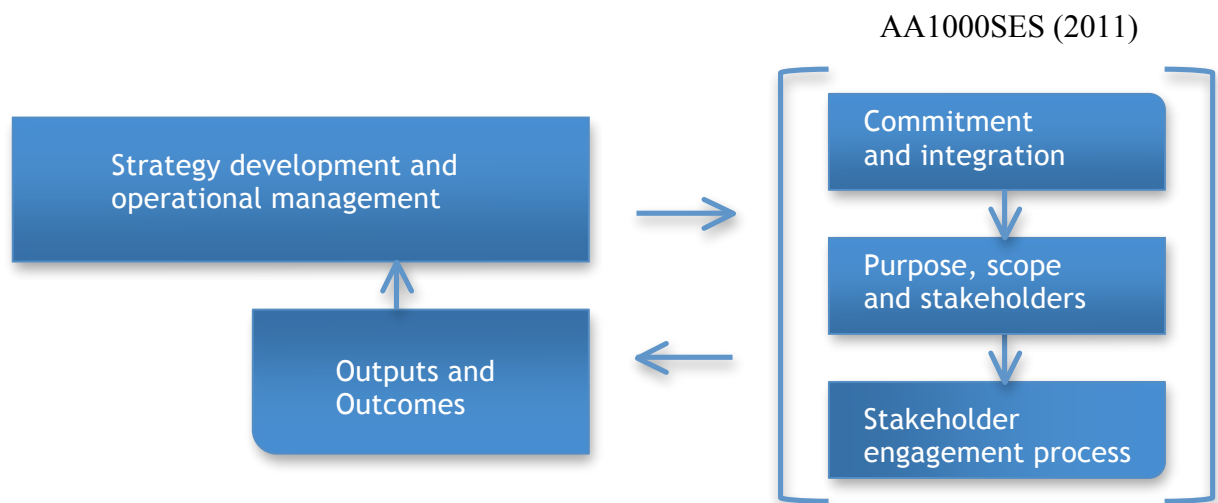 AA1000SES (2011)
Strategy development and
operational management
Outputs and
Outcomes
Commitment
and integration
Purpose, scope
and stakeholders
Stakeholder
engagement process